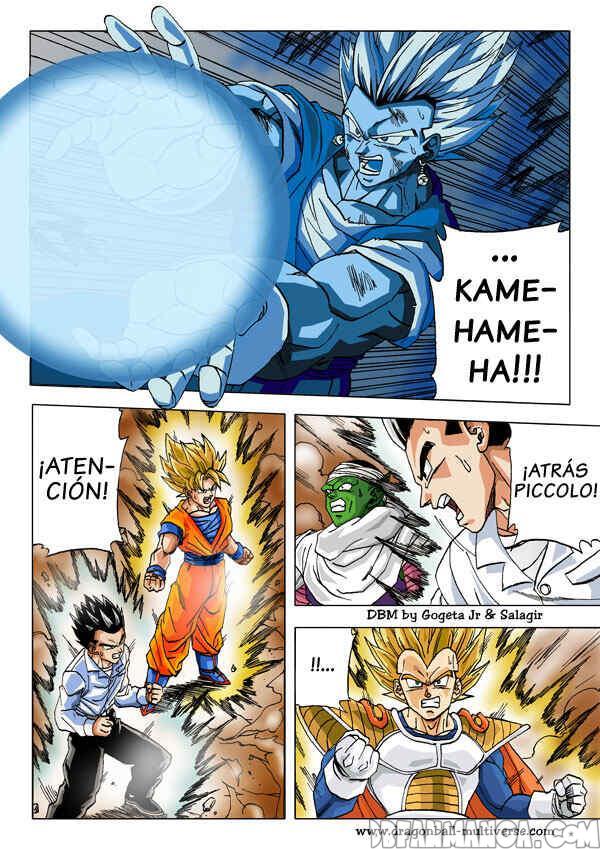 ...
KAME-
HAME-
HA!!!
¡ATEN-
CIÓN!
¡ATRÁS
PICCOLO!
DBM by Gogeta Jr & Salagir
!!...
www.dragonball-multiverse.com
DBFANMANGA.COM